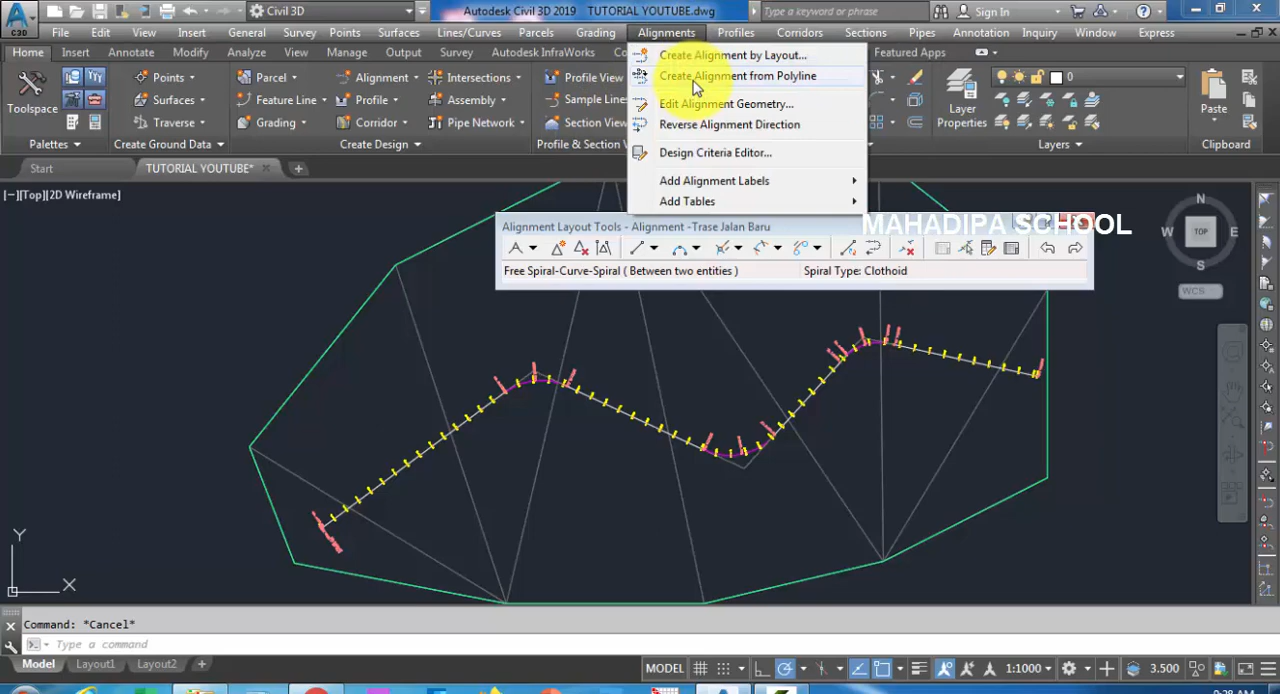 Civil 3D
Autodesk Civil 3D 2019 TUTORIAL YOUTUBE.dwg
Type a keyword or phrase
Sign In
C3D
File Edit View Insert General Survey Points Surfaces Lines/Curves Parcels Grading Alignments Profiles Corridors Sections Pipes Annotation Inquiry Window
Home Insert Annotate Modify Analyze View Manage Output Survey Autodesk InfraWorks Co Featured Apps
Toolspace
Points
Surfaces
Traverse
Parcel
Feature Line
Grading
Alignment
Profile
Corridor
Intersections
Assembly
Pipe Network
Profile View
Sample Lines
Section View
Create Alignment by Layout...
Create Alignment from Polyline
Edit Alignment Geometry...
Reverse Alignment Direction
Design Criteria Editor...
Add Alignment Labels
Add Tables
0
Layer
Properties
Paste
Palettes Create Ground Data Create Design Profile & Section Layers Clipboard
Start TUTORIAL YOUTUBE*
[−][Top][2D Wireframe]
MAHADIPA SCHOOL
Alignment Layout Tools - Alignment -Trase Jalan Baru
Free Spiral-Curve-Spiral ( Between two entities ) Spiral Type: Clothoid
N
W TOP E
S
WCS
Y
X
Command: *Cancel*
Type a command
Model Layout1 Layout2
MODEL 1:1000 3.500